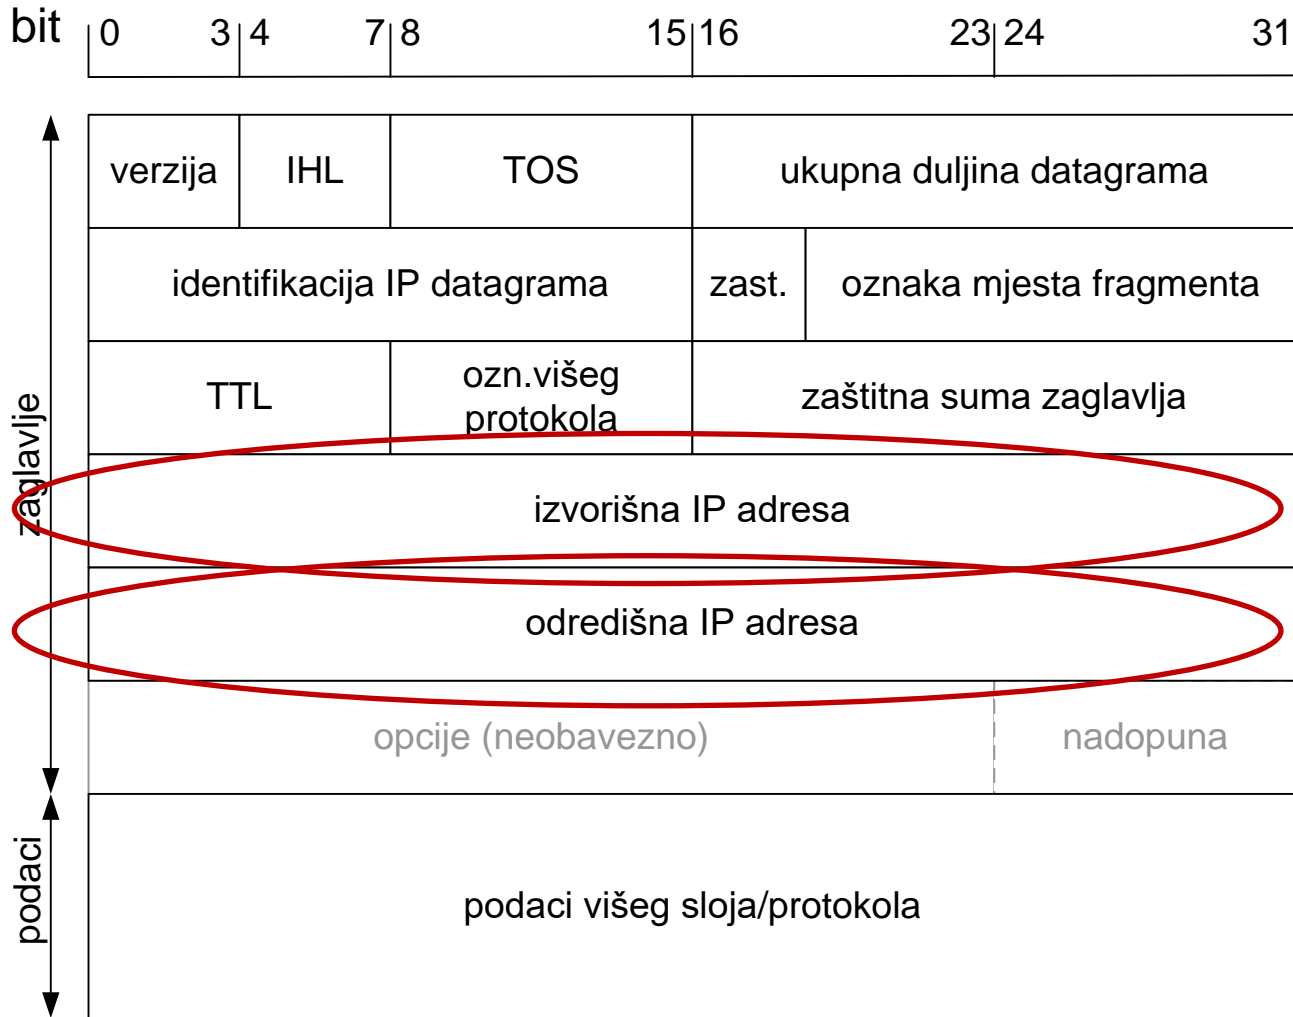 bit 0 3 4 7 8 15 16 23 24 31
verzija IHL TOS ukupna duljina datagrama
identifikacija IP datagrama zast. oznaka mjesta fragmenta
TTL ozn.višeg protokola zaštitna suma zaglavlja
zaglavlje
izvorišna IP adresa
odredišna IP adresa
opcije (neobavezno) nadopuna
podaci
podaci višeg sloja/protokola